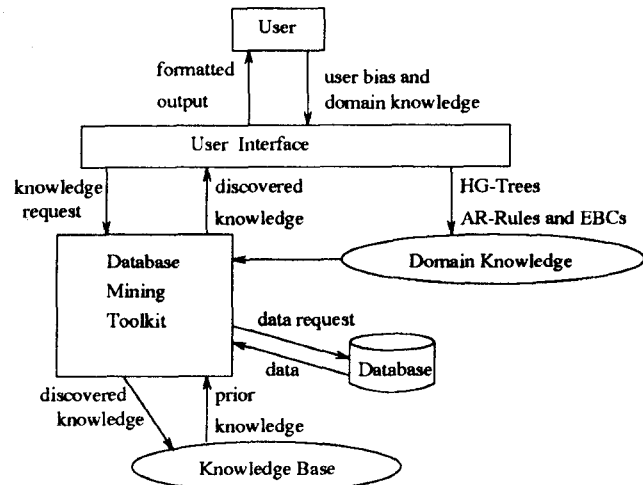 User
formatted
output
user bias and
domain knowledge
User Interface
knowledge
request
discovered
knowledge
HG-Trees
AR-Rules and EBCs
Database
Mining
Toolkit
Domain Knowledge
data request
data
Database
discovered
knowledge
prior
knowledge
Knowledge Base